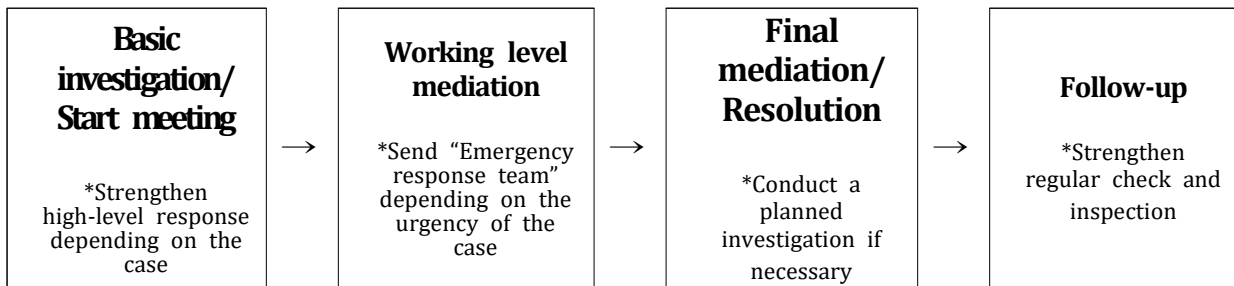 Basic
investigation/
Start meeting
*Strengthen
high-level response
depending on the
case
→
Working level
mediation
*Send “Emergency
response team”
depending on the
urgency of the
case
→
Final
mediation/
Resolution
*Conduct a
planned
investigation if
necessary
→
Follow-up
*Strengthen
regular check and
inspection